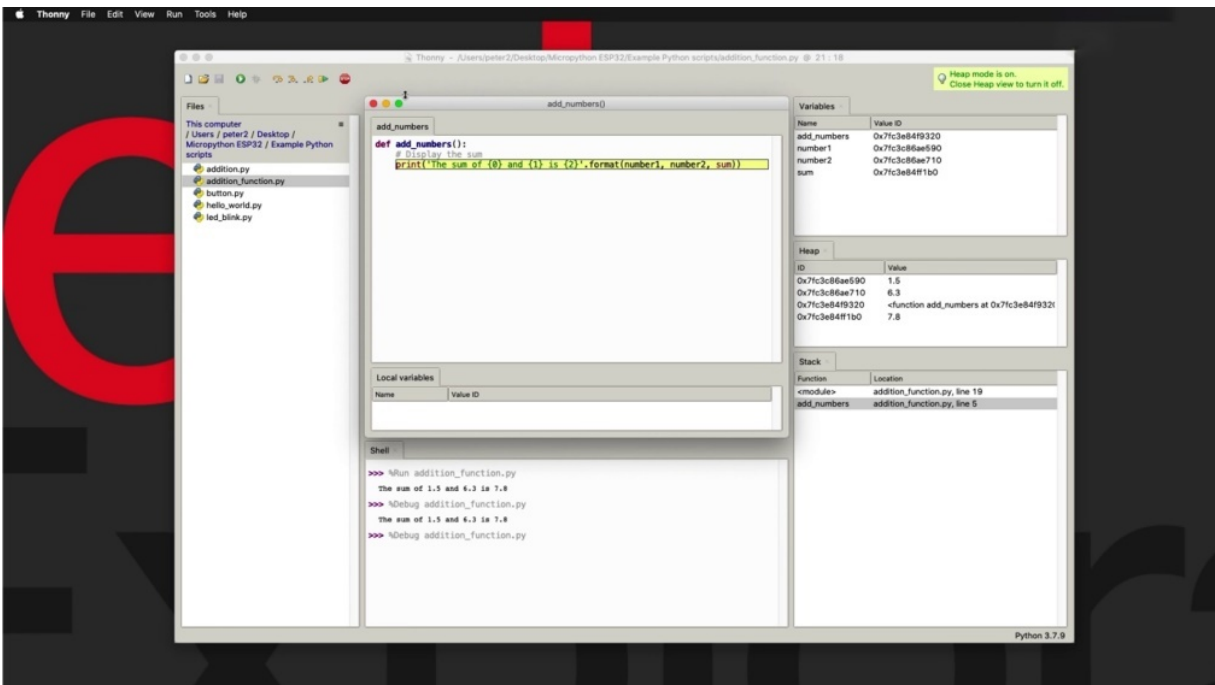 Thonny File Edit View Run Tools Help
Thonny - /Users/peter2/Desktop/Micropython ESP32/Example Python scripts/addition_function.py @ 21 : 18
Heap mode is on.
Close Heap view to turn it off.
Files
This computer
/ Users / peter2 / Desktop /
Micropython ESP32 / Example Python
scripts
addition.py
addition_function.py
button.py
hello_world.py
led_blink.py
add_numbers()
add_numbers
def add_numbers():
# Display the sum
print('The sum of {0} and {1} is {2}'.format(number1, number2, sum))
Local variables
Name Value ID
Shell
>>> %Run addition_function.py
The sum of 1.5 and 6.3 is 7.8
>>> %Debug addition_function.py
The sum of 1.5 and 6.3 is 7.8
>>> %Debug addition_function.py
Variables
Name Value ID
add_numbers 0x7fc3e84f9320
number1 0x7fc3c86ae590
number2 0x7fc3c86ae710
sum 0x7fc3e84ff1b0
Heap
ID Value
0x7fc3c86ae590 1.5
0x7fc3c86ae710 6.3
0x7fc3e84f9320 <function add_numbers at 0x7fc3e84f932(
0x7fc3e84ff1b0 7.8
Stack
Function Location
<module> addition_function.py, line 19
add_numbers addition_function.py, line 5
Python 3.7.9